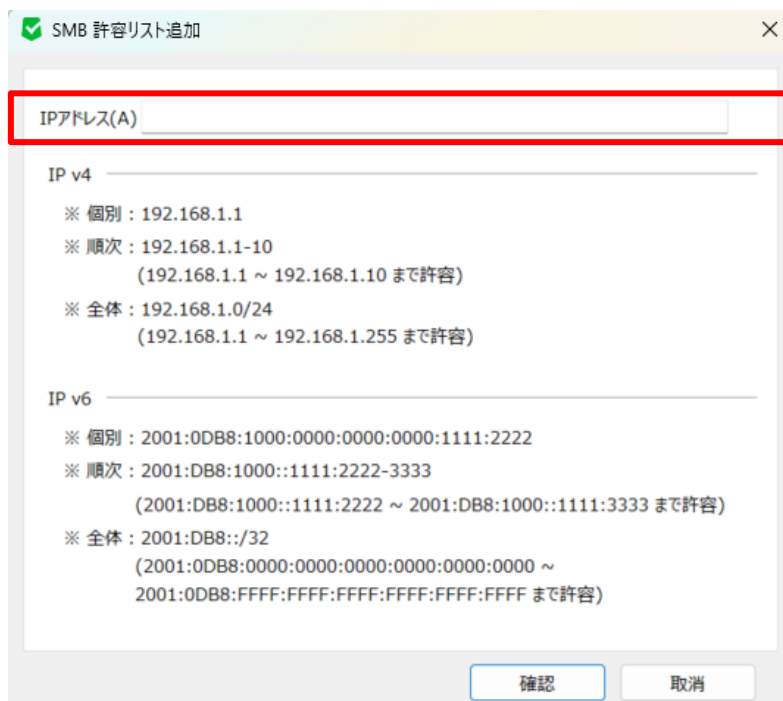 SMB 許容リスト追加
IPアドレス(A)
IP v4
※ 個別 : 192.168.1.1
※ 順次 : 192.168.1.1-10
(192.168.1.1 ~ 192.168.1.10 まで許容)
※ 全体 : 192.168.1.0/24
(192.168.1.1 ~ 192.168.1.255 まで許容)
IP v6
※ 個別 : 2001:0DB8:1000:0000:0000:0000:1111:2222
※ 順次 : 2001:DB8:1000::1111:2222-3333
(2001:DB8:1000::1111:2222 ~ 2001:DB8:1000::1111:3333 まで許容)
※ 全体 : 2001:DB8::/32
(2001:0DB8:0000:0000:0000:0000:0000:0000 ~
2001:0DB8:FFFF:FFFF:FFFF:FFFF:FFFF:FFFF まで許容)
確認 取消